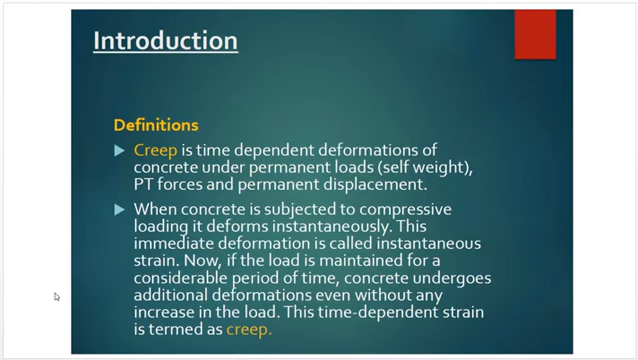 Introduction
Definitions
Creep is time dependent deformations of
concrete under permanent loads (self weight),
PT forces and permanent displacement.
When concrete is subjected to compressive
loading it deforms instantaneously. This
immediate deformation is called instantaneous
strain. Now, if the load is maintained for a
considerable period of time, concrete undergoes
additional deformations even without any
increase in the load. This time-dependent strain
is termed as creep.